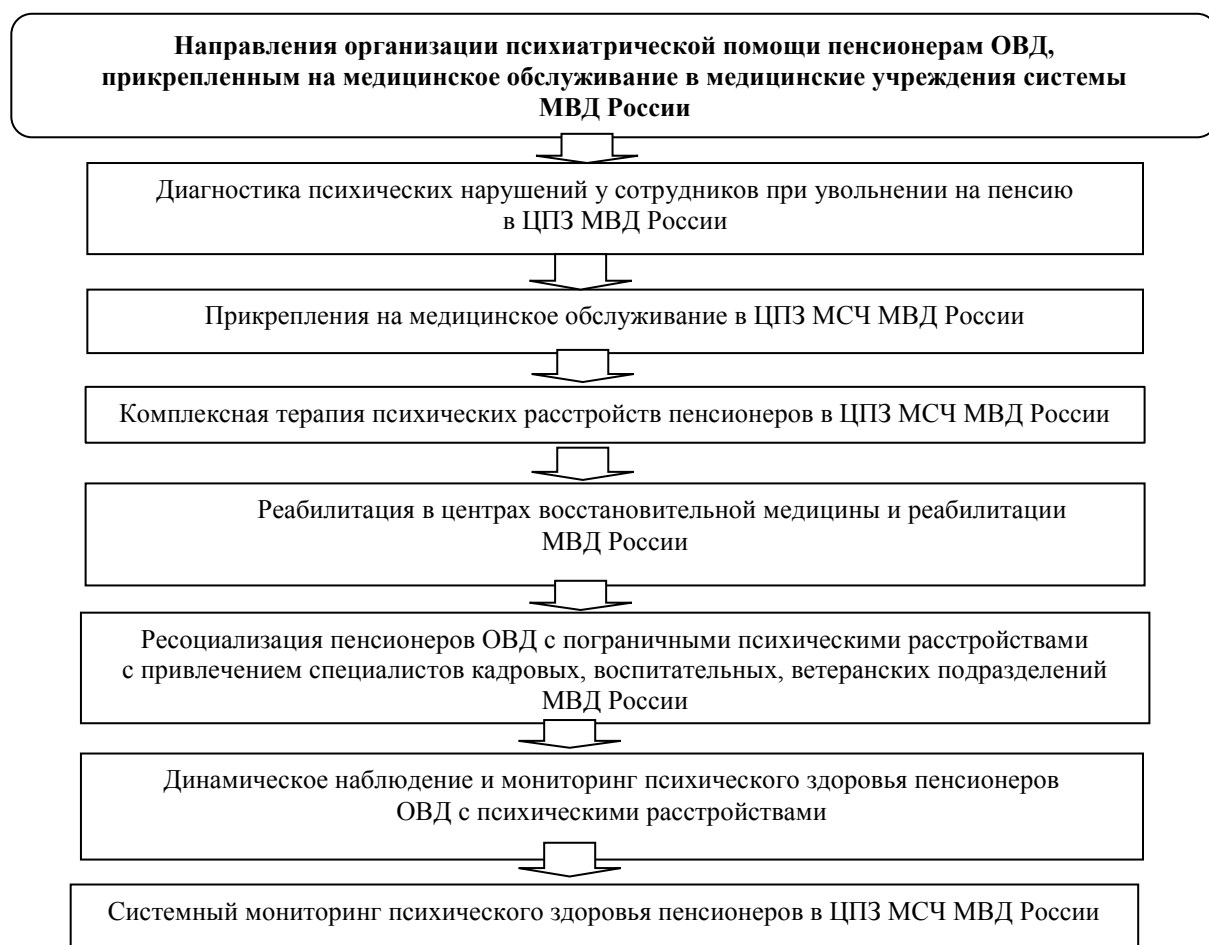 Направления организации психиатрической помощи пенсионерам ОВД,
прикрепленным на медицинское обслуживание в медицинские учреждения системы
МВД России
Диагностика психических нарушений у сотрудников при увольнении на пенсию
в ЦПЗ МВД России
Прикрепления на медицинское обслуживание в ЦПЗ МСЧ МВД России
Комплексная терапия психических расстройств пенсионеров в ЦПЗ МСЧ МВД России
Реабилитация в центрах восстановительной медицины и реабилитации
МВД России
Ресоциализация пенсионеров ОВД с пограничными психическими расстройствами
с привлечением специалистов кадровых, воспитательных, ветеранских подразделений
МВД России
Динамическое наблюдение и мониторинг психического здоровья пенсионеров
ОВД с психическими расстройствами
Системный мониторинг психического здоровья пенсионеров в ЦПЗ МСЧ МВД России